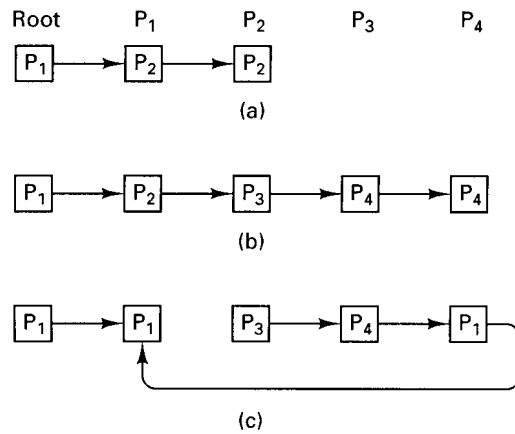 Root P₁ P₂ P₃ P₄
P₁ P₂ P₂
(a)
P₁ P₂ P₃ P₄ P₄
(b)
P₁ P₁ P₃ P₄ P₁
(c)